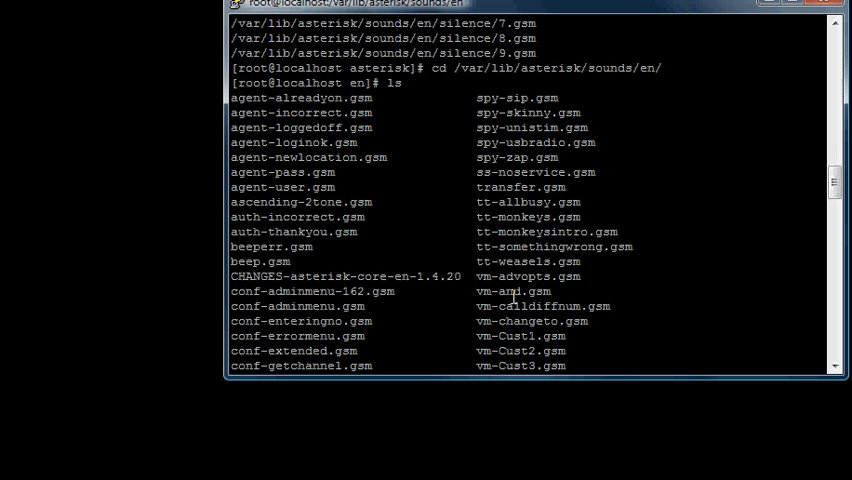 root@localhost:/var/lib/asterisk/sounds/en
/var/lib/asterisk/sounds/en/silence/7.gsm
/var/lib/asterisk/sounds/en/silence/8.gsm
/var/lib/asterisk/sounds/en/silence/9.gsm
[root@localhost asterisk]# cd /var/lib/asterisk/sounds/en/
[root@localhost en]# ls
agent-alreadyon.gsm spy-sip.gsm
agent-incorrect.gsm spy-skinny.gsm
agent-loggedoff.gsm spy-unistim.gsm
agent-loginok.gsm spy-usbradio.gsm
agent-newlocation.gsm spy-zap.gsm
agent-pass.gsm ss-noservice.gsm
agent-user.gsm transfer.gsm
ascending-2tone.gsm tt-allbusy.gsm
auth-incorrect.gsm tt-monkeys.gsm
auth-thankyou.gsm tt-monkeysintro.gsm
beeperr.gsm tt-somethingwrong.gsm
beep.gsm tt-weasels.gsm
CHANGES-asterisk-core-en-1.4.20 vm-advopts.gsm
conf-adminmenu-162.gsm vm-and.gsm
conf-adminmenu.gsm vm-calldiffnum.gsm
conf-enteringno.gsm vm-changeto.gsm
conf-errormenu.gsm vm-Cust1.gsm
conf-extended.gsm vm-Cust2.gsm
conf-getchannel.gsm vm-Cust3.gsm